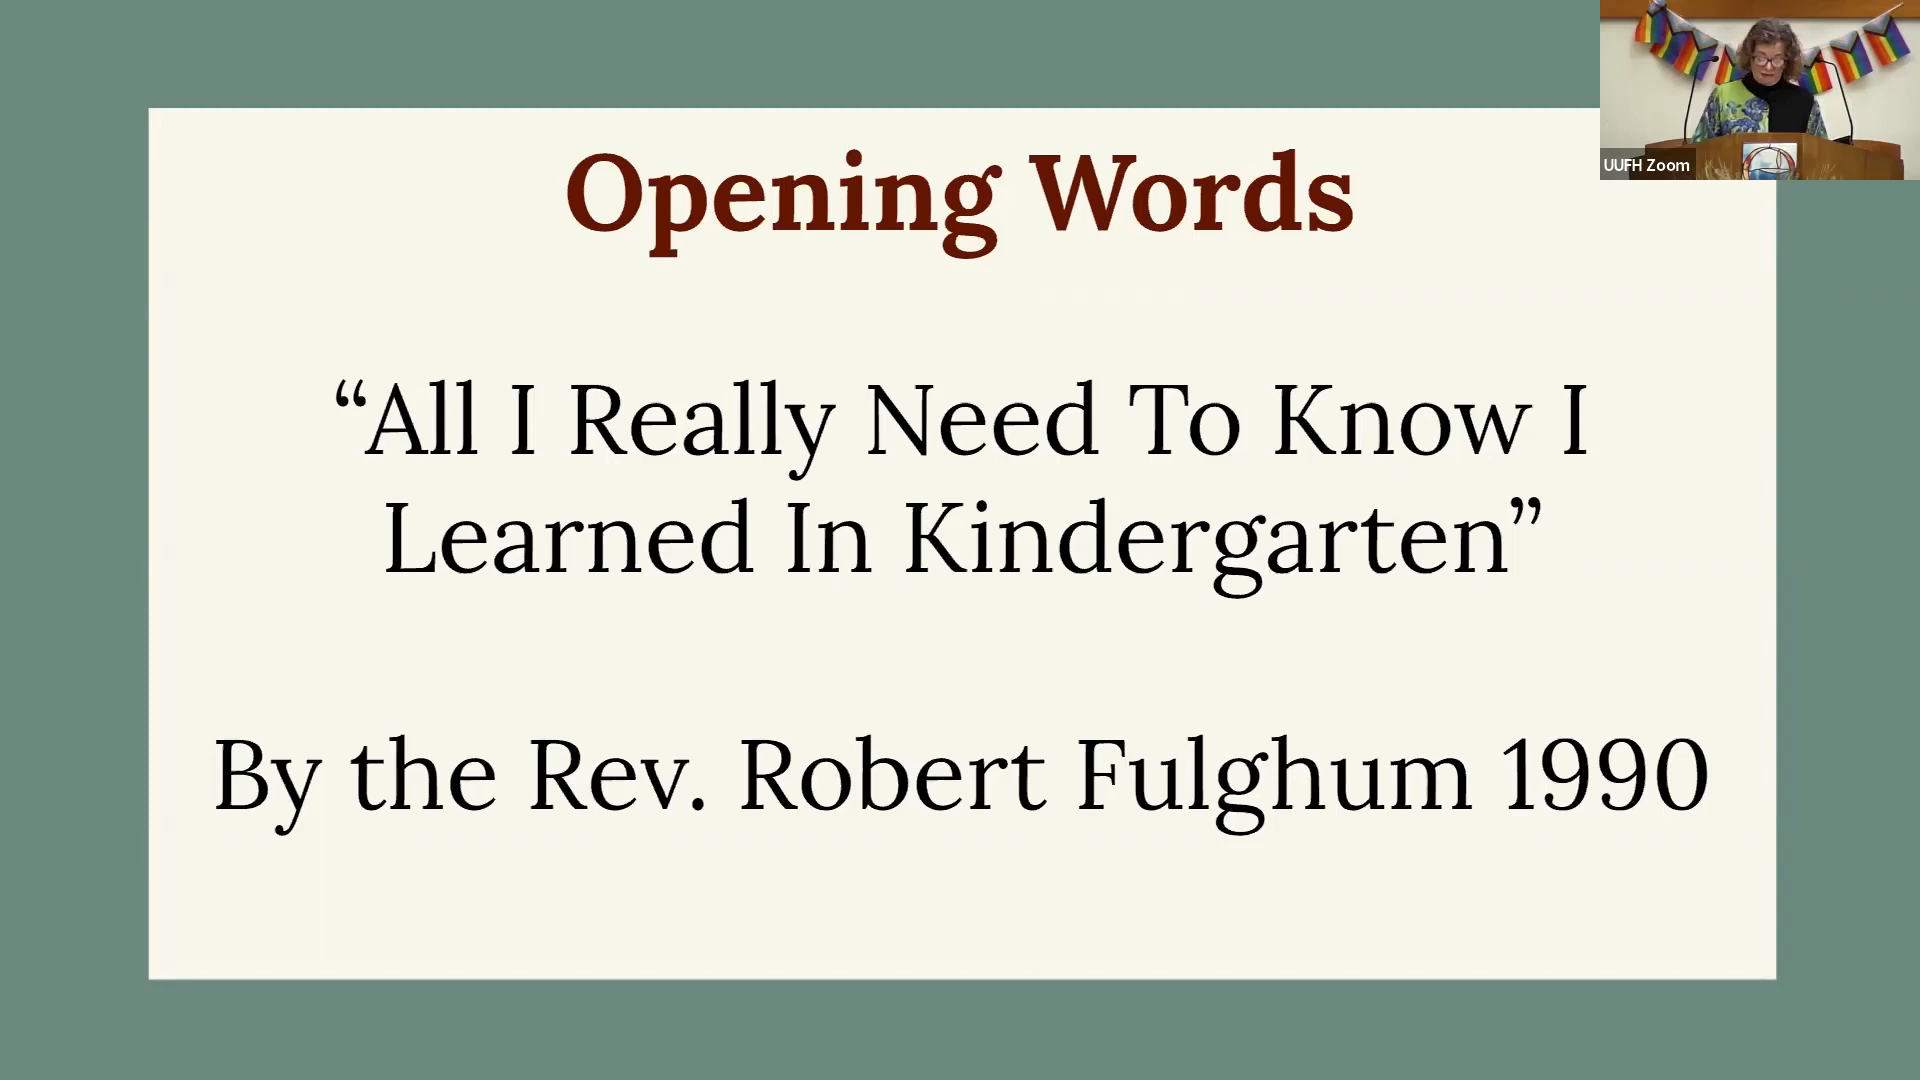 Opening Words
“All I Really Need To Know I
Learned In Kindergarten”
By the Rev. Robert Fulghum 1990
UUFH Zoom